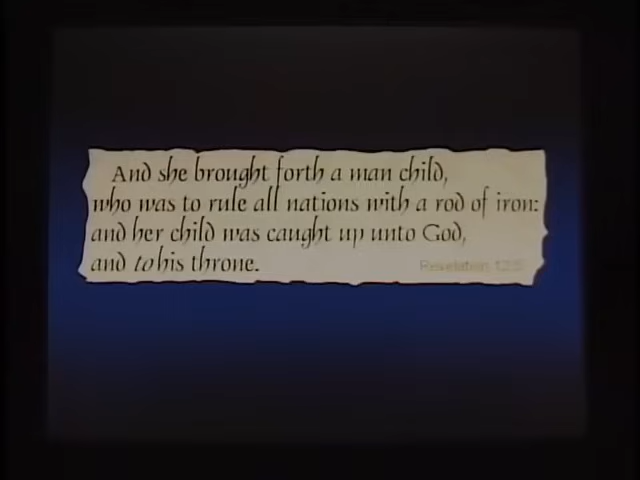 And she brought forth a man child,
who was to rule all nations with a rod of iron:
and her child was caught up unto God,
and to his throne.
Revelation 12:5